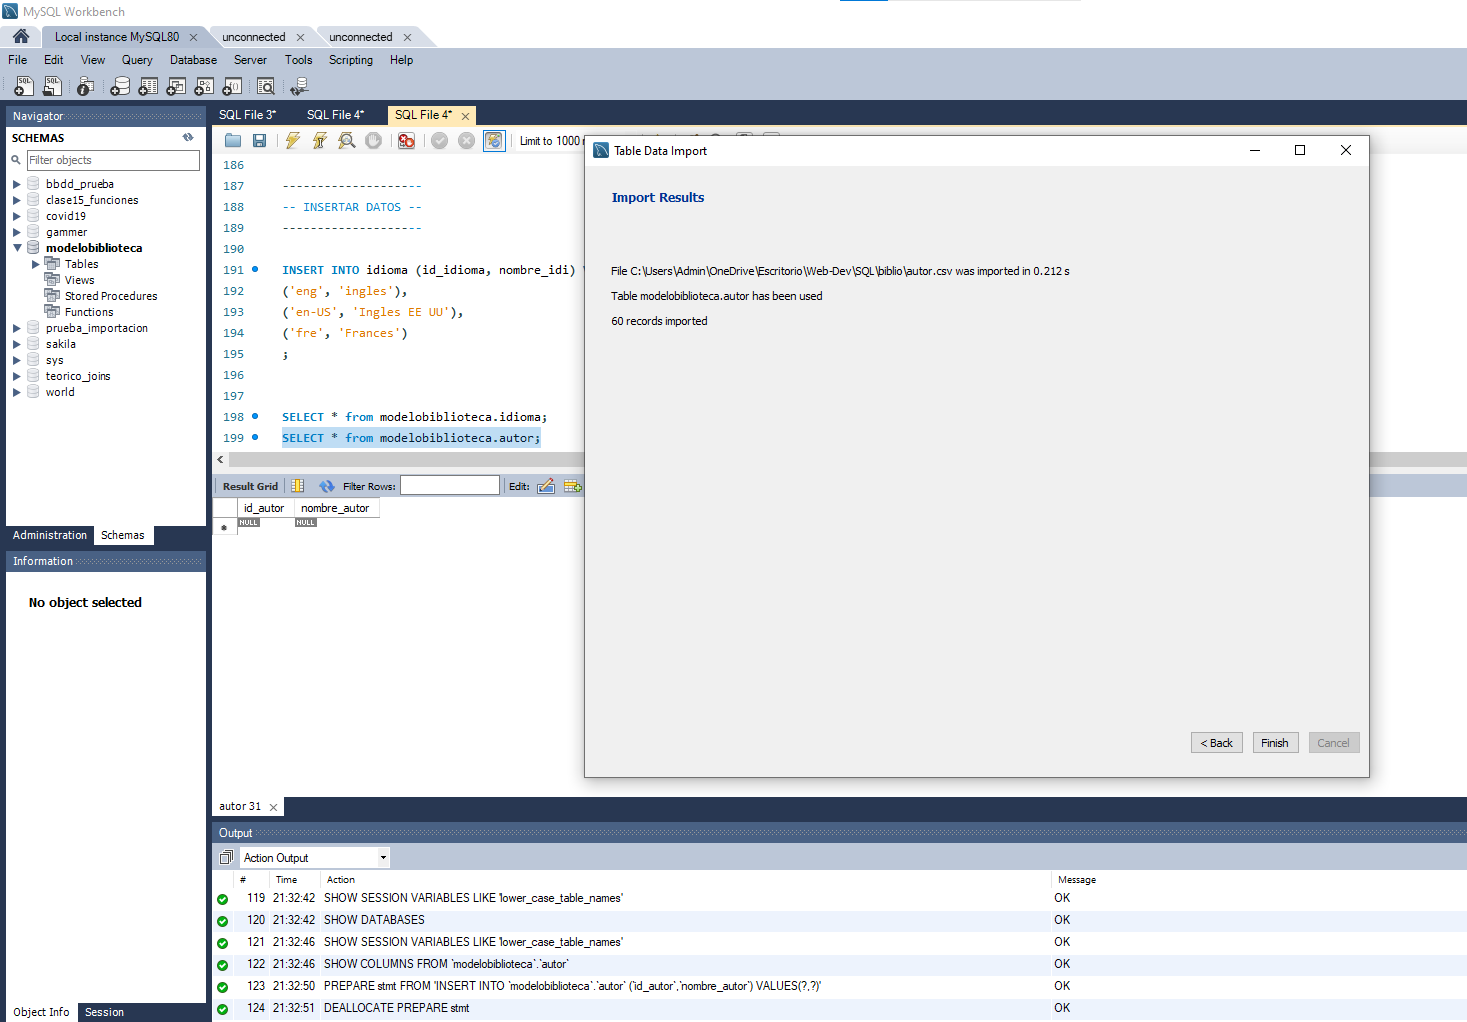 MySQL Workbench
Local instance MySQL80
unconnected
unconnected
File Edit View Query Database Server Tools Scripting Help
Navigator
SCHEMAS
Filter objects
bbdd_prueba
clase15_funciones
covid19
gammer
modelobiblioteca
Tables
Views
Stored Procedures
Functions
prueba_importacion
sakila
sys
teorico_joins
world
Administration Schemas
Information
No object selected
Object Info Session
SQL File 3* SQL File 4* SQL File 4*
Limit to 1000
186
187 --------------------
188 -- INSERTAR DATOS --
189 --------------------
190
191 INSERT INTO idioma (id_idioma, nombre_idi)
192 ('eng', 'ingles'),
193 ('en-US', 'Ingles EE UU'),
194 ('fre', 'Frances')
195 ;
196
197
198 SELECT * from modelobiblioteca.idioma;
199 SELECT * from modelobiblioteca.autor;
Result Grid Filter Rows: Edit:
id_autor nombre_autor
NULL NULL
autor 31
Table Data Import
Import Results
File C:\Users\Admin\OneDrive\Escritorio\Web-Dev\SQL\biblio\autor.csv was imported in 0.212 s
Table modelobiblioteca.autor has been used
60 records imported
< Back Finish Cancel
Output
Action Output
# Time Action Message
119 21:32:42 SHOW SESSION VARIABLES LIKE 'lower_case_table_names' OK
120 21:32:42 SHOW DATABASES OK
121 21:32:46 SHOW SESSION VARIABLES LIKE 'lower_case_table_names' OK
122 21:32:46 SHOW COLUMNS FROM `modelobiblioteca`.`autor` OK
123 21:32:50 PREPARE stmt FROM 'INSERT INTO `modelobiblioteca`.`autor` (`id_autor`,`nombre_autor`) VALUES(?,?)' OK
124 21:32:51 DEALLOCATE PREPARE stmt OK